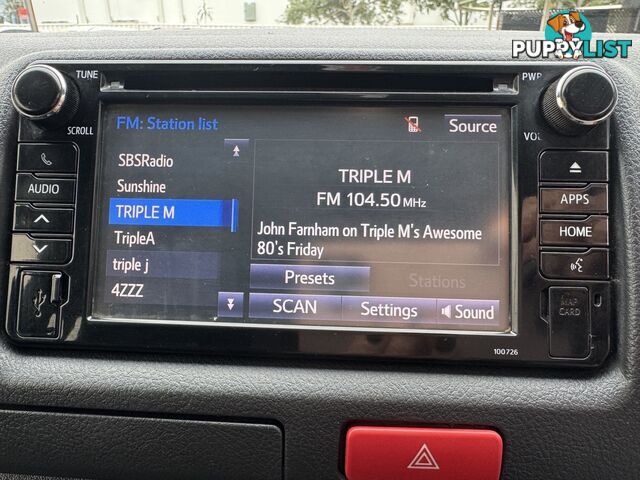 PUPPYLIST
TUNE
SCROLL
AUDIO
PWR
VOL
APPS
HOME
MAP
CARD
100726
FM: Station list
Source
SBSRadio
Sunshine
TRIPLE M
TripleA
triple j
4ZZZ
TRIPLE M
FM 104.50 MHz
John Farnham on Triple M's Awesome
80's Friday
Presets
Stations
SCAN
Settings
Sound